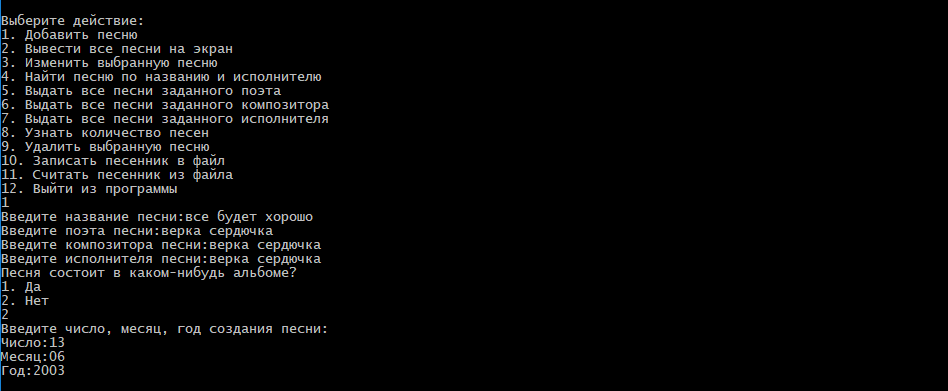 Выберите действие:
1. Добавить песню
2. Вывести все песни на экран
3. Изменить выбранную песню
4. Найти песню по названию и исполнителю
5. Выдать все песни заданного поэта
6. Выдать все песни заданного композитора
7. Выдать все песни заданного исполнителя
8. Узнать количество песен
9. Удалить выбранную песню
10. Записать песенник в файл
11. Считать песенник из файла
12. Выйти из программы
1
Введите название песни:все будет хорошо
Введите поэта песни:верка сердючка
Введите композитора песни:верка сердючка
Введите исполнителя песни:верка сердючка
Песня состоит в каком-нибудь альбоме?
1. Да
2. Нет
2
Введите число, месяц, год создания песни:
Число:13
Месяц:06
Год:2003